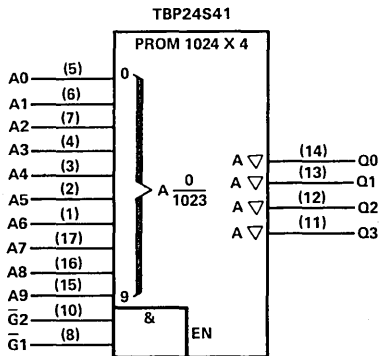 TBP24S41
PROM 1024 X 4
A0 (5) 0
A1 (6)
A2 (7)
A3 (4)
A4 (3)
A5 (2)
A6 (1)
A7 (17)
A8 (16)
A9 (15) 9
G̅2 (10)
G̅1 (8)
A 0/1023
& EN
A ▽ (14) Q0
A ▽ (13) Q1
A ▽ (12) Q2
A ▽ (11) Q3